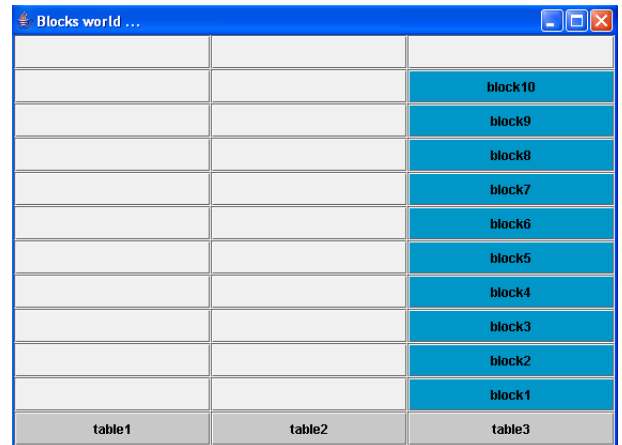 Blocks world ...
block10
block9
block8
block7
block6
block5
block4
block3
block2
block1
table1 table2 table3